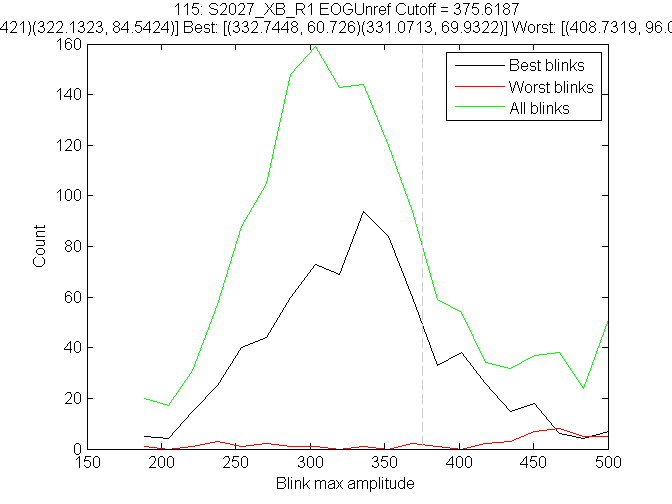 115: S2027_XB_R1 EOGUnref Cutoff = 375.6187
421)(322.1323, 84.5424)] Best: [(332.7448, 60.726)(331.0713, 69.9322)] Worst: [(408.7319, 96.0
160
140
120
100
80
60
40
20
0
Count
Best blinks
Worst blinks
All blinks
150 200 250 300 350 400 450 500
Blink max amplitude